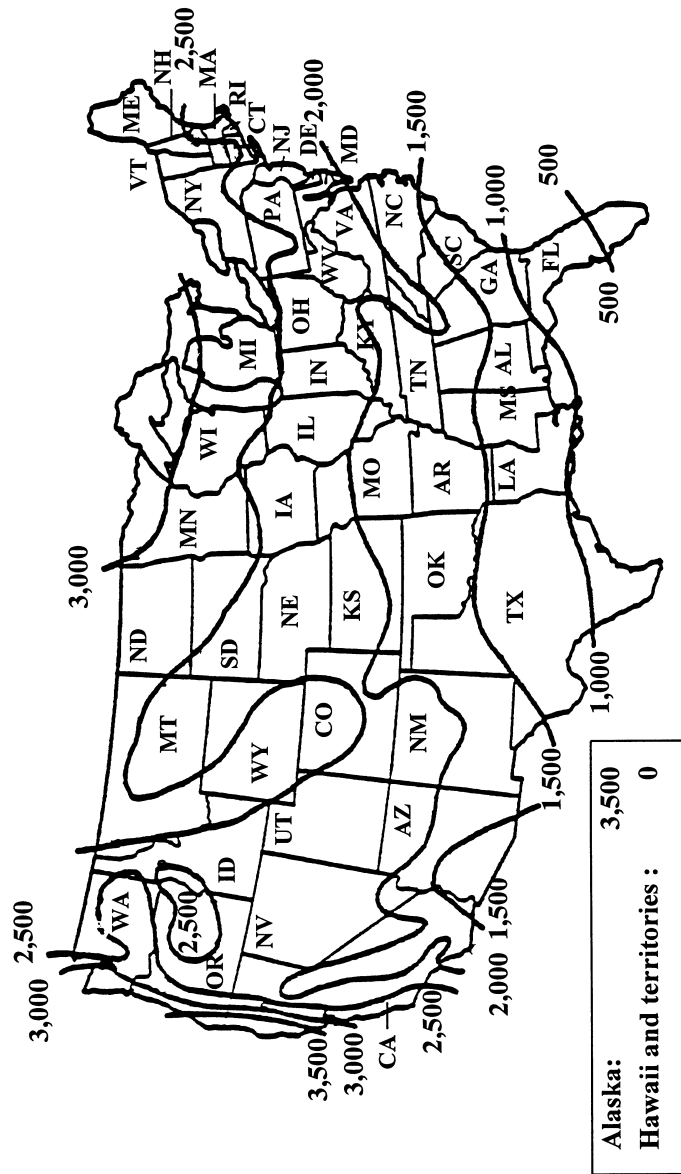 3,000
2,500
3,000
WA
MT
ND
MN
OR
2,500
ID
WY
SD
WI
MI
NY
VT
ME
NH
2,500
MA
RI
CT
NJ
DE
2,000
MD
PA
3,500
3,000
CA
2,500
2,000
NV
UT
CO
NE
IA
IL
IN
OH
WV
VA
KS
MO
KY
NC
1,500
1,500
AZ
NM
OK
AR
TN
SC
1,000
1,500
TX
LA
MS
AL
GA
FL
500
500
1,000
Alaska: 3,500
Hawaii and territories : 0